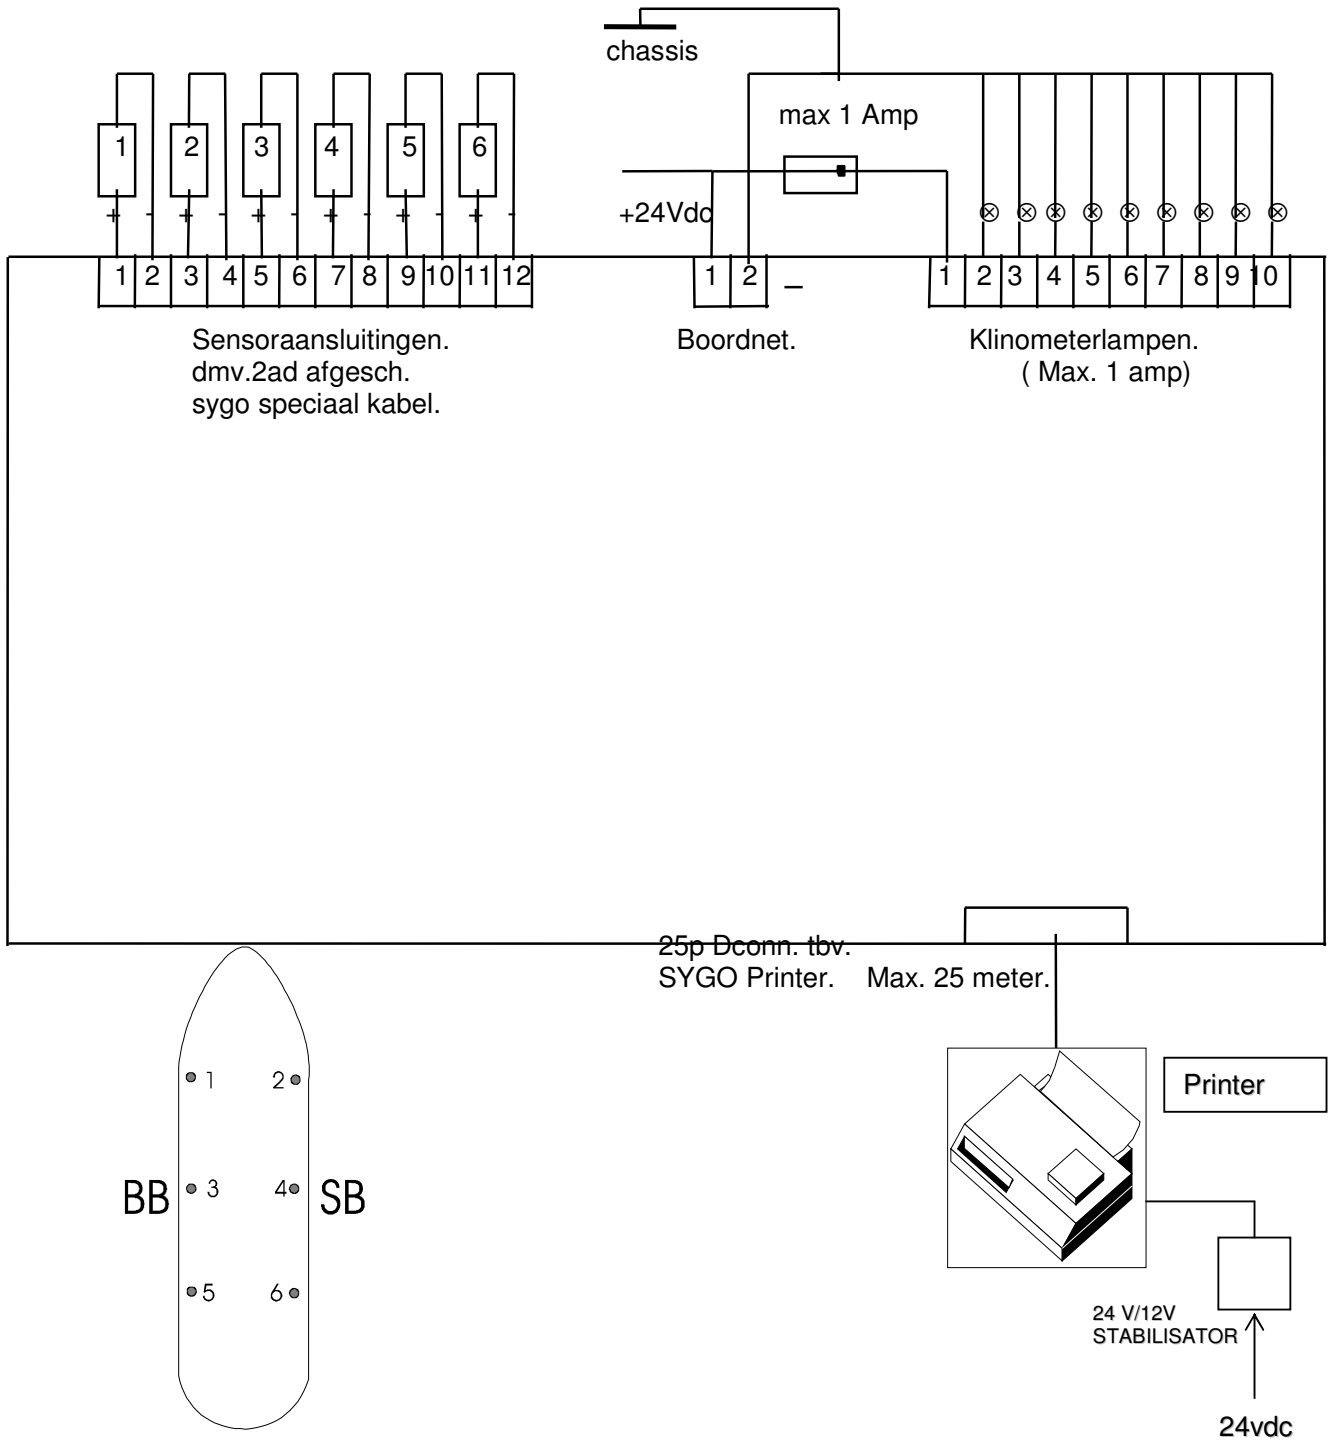 chassis
max 1 Amp
1 2 3 4 5 6
+ - + - + - + - + - + -
+24Vdc
1 2 3 4 5 6 7 8 9 10 11 12
1 2 _
1 2 3 4 5 6 7 8 9 10
Sensoraansluitingen.
dmv.2ad afgesch.
sygo speciaal kabel.
Boordnet.
Klinometerlampen.
( Max. 1 amp)
25p Dconn. tbv.
SYGO Printer. Max. 25 meter.
1 2
BB 3 4 SB
5 6
Printer
24 V/12V
STABILISATOR
24vdc